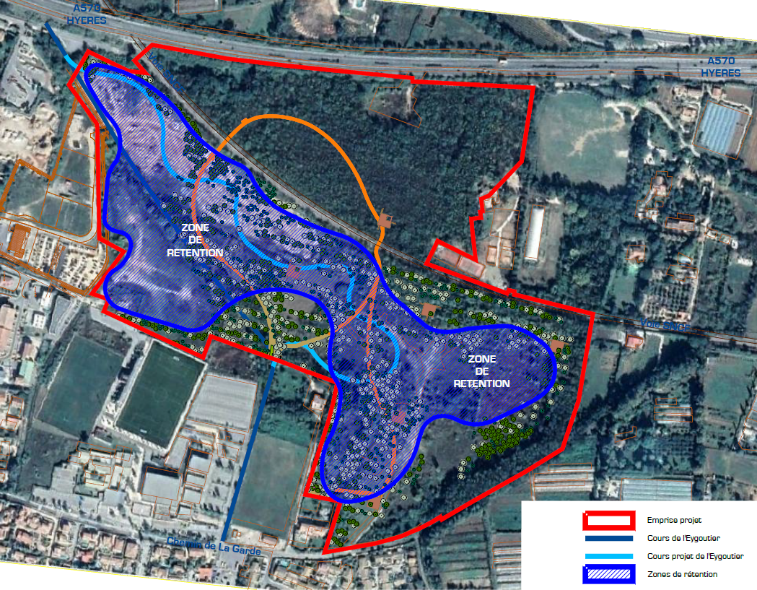 A570
HYERES
A570
HYERES
ZONE
DE
RETENTION
ZONE
DE
RETENTION
Chemin de La Garde
Emprise projet
Cours de l'Eygoutier
Cours projet de l'Eygoutier
Zones de rétention